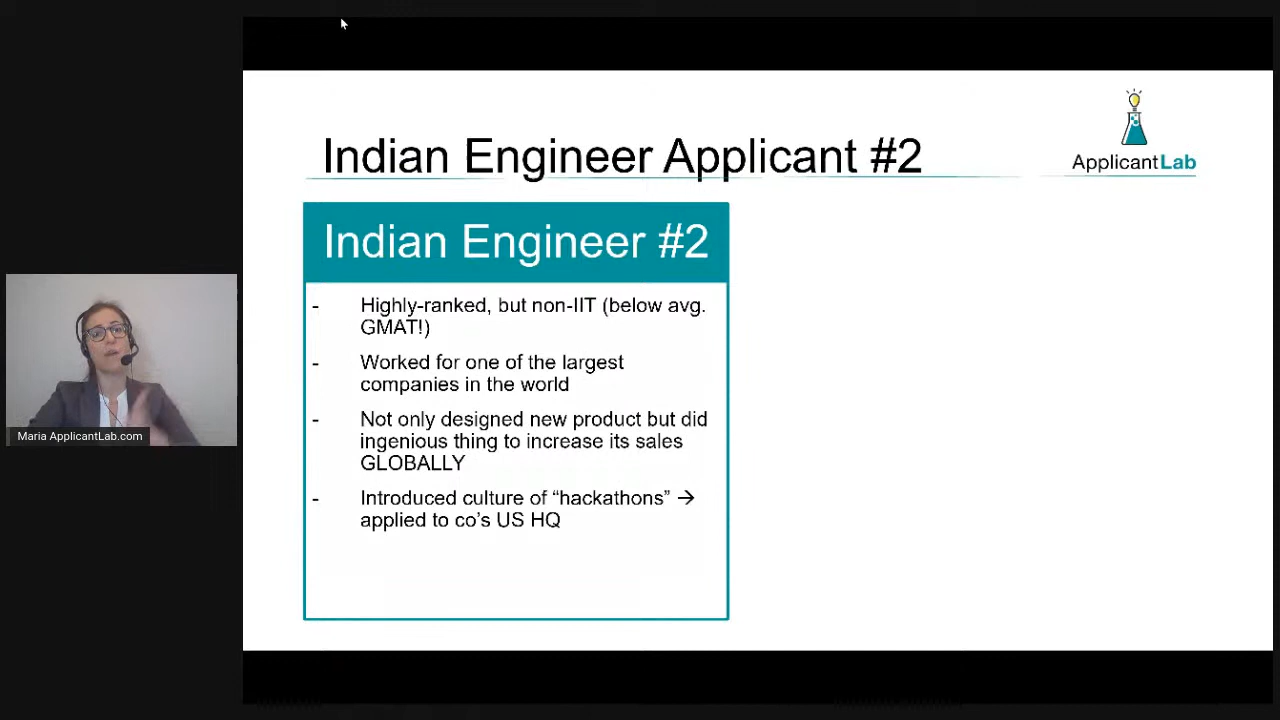 Indian Engineer Applicant #2
ApplicantLab
Indian Engineer #2
- Highly-ranked, but non-IIT (below avg.
GMAT!)
- Worked for one of the largest
companies in the world
- Not only designed new product but did
ingenious thing to increase its sales
GLOBALLY
- Introduced culture of “hackathons” →
applied to co’s US HQ
Maria ApplicantLab.com